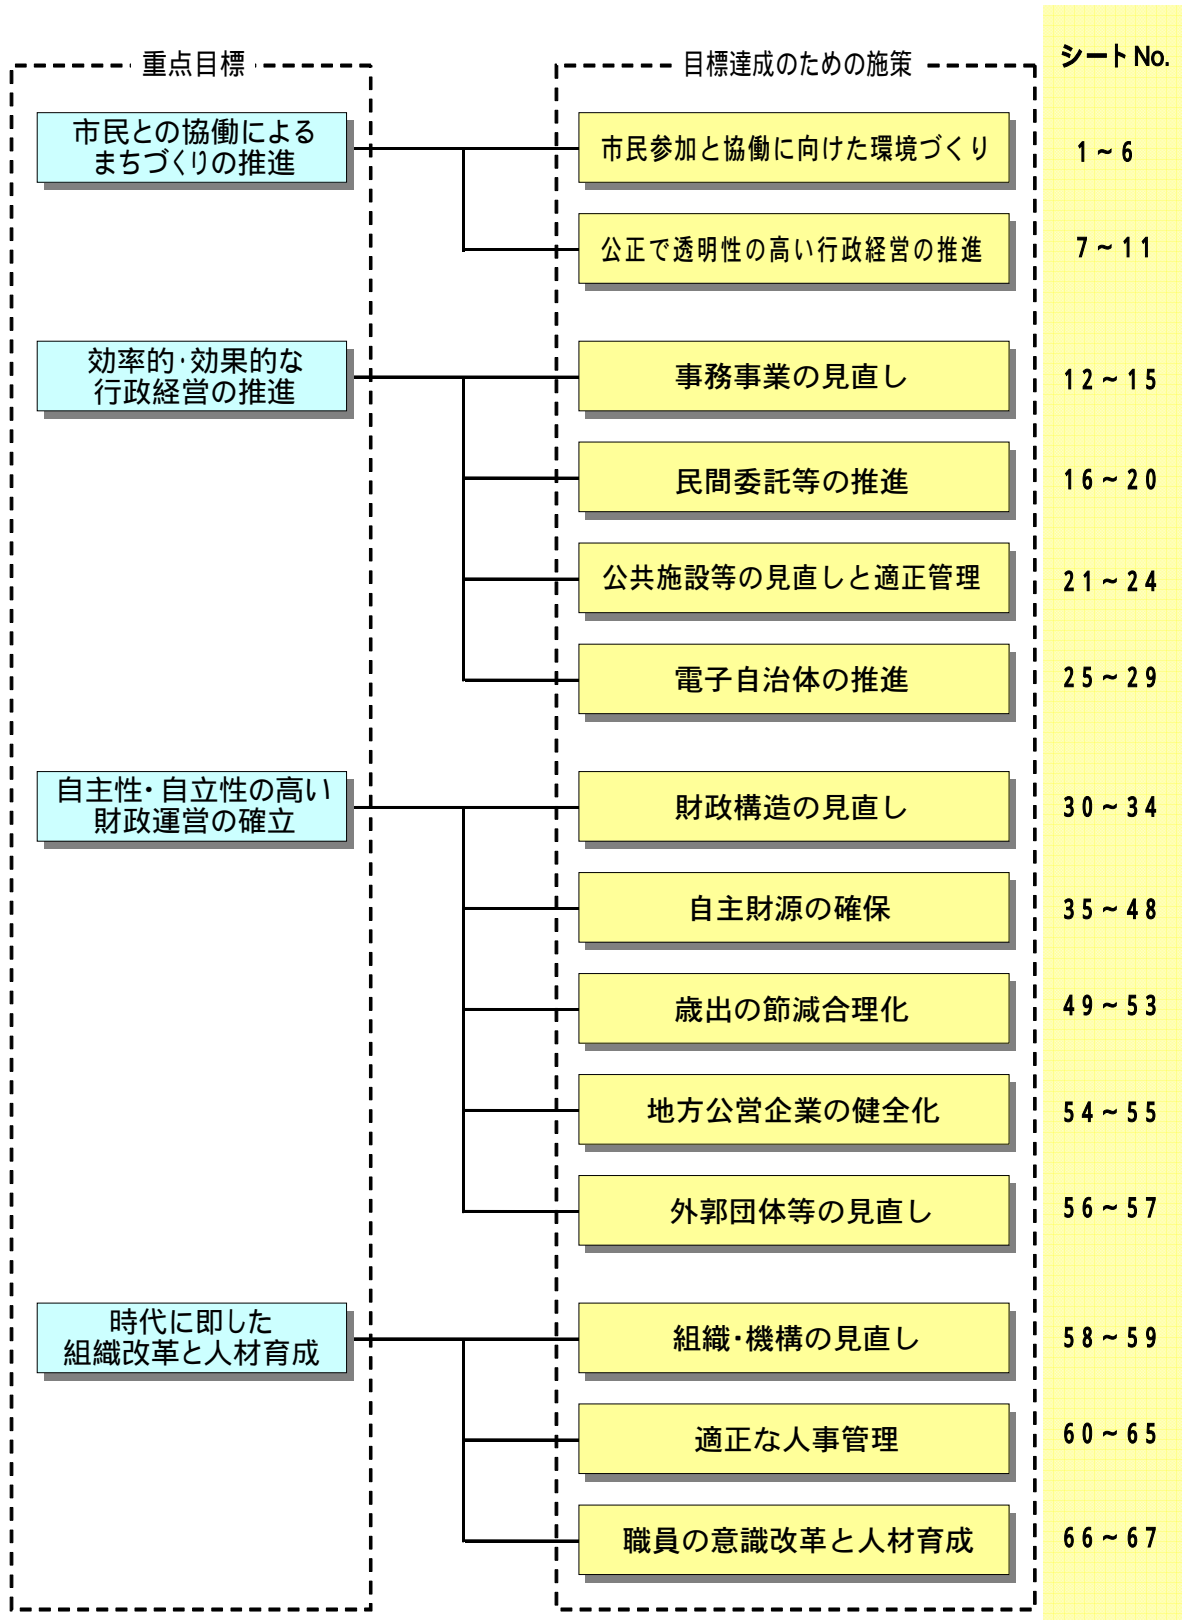 重点目標
目標達成のための施策
シートNo.
市民との協働による
まちづくりの推進
市民参加と協働に向けた環境づくり
1～6
公正で透明性の高い行政経営の推進
7～11
効率的・効果的な
行政経営の推進
事務事業の見直し
12～15
民間委託等の推進
16～20
公共施設等の見直しと適正管理
21～24
電子自治体の推進
25～29
自主性・自立性の高い
財政運営の確立
財政構造の見直し
30～34
自主財源の確保
35～48
歳出の節減合理化
49～53
地方公営企業の健全化
54～55
外郭団体等の見直し
56～57
時代に即した
組織改革と人材育成
組織・機構の見直し
58～59
適正な人事管理
60～65
職員の意識改革と人材育成
66～67